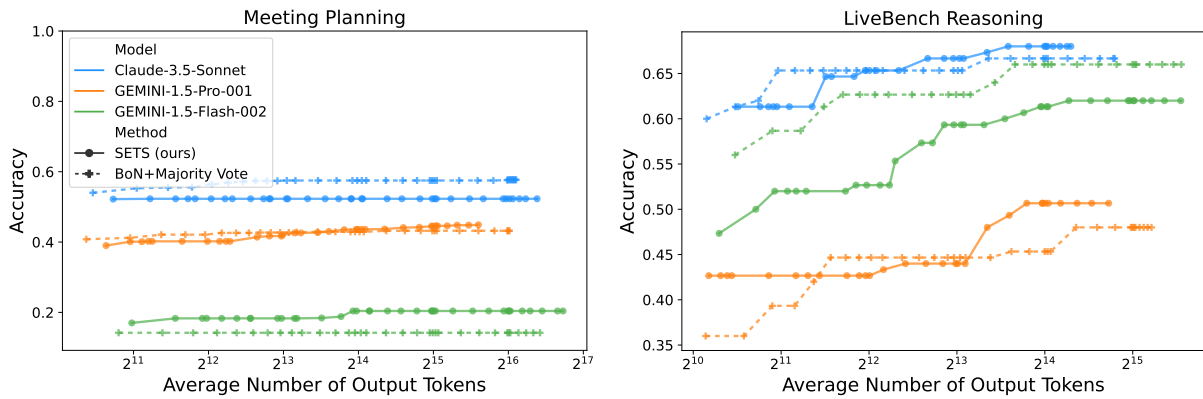 Meeting Planning
1.0
0.8
0.6
0.4
0.2
Accuracy
Model
Claude-3.5-Sonnet
GEMINI-1.5-Pro-001
GEMINI-1.5-Flash-002
Method
SETS (ours)
BoN+Majority Vote
2^11 2^12 2^13 2^14 2^15 2^16 2^17
Average Number of Output Tokens
LiveBench Reasoning
0.65
0.60
0.55
0.50
0.45
0.40
0.35
Accuracy
2^10 2^11 2^12 2^13 2^14 2^15
Average Number of Output Tokens